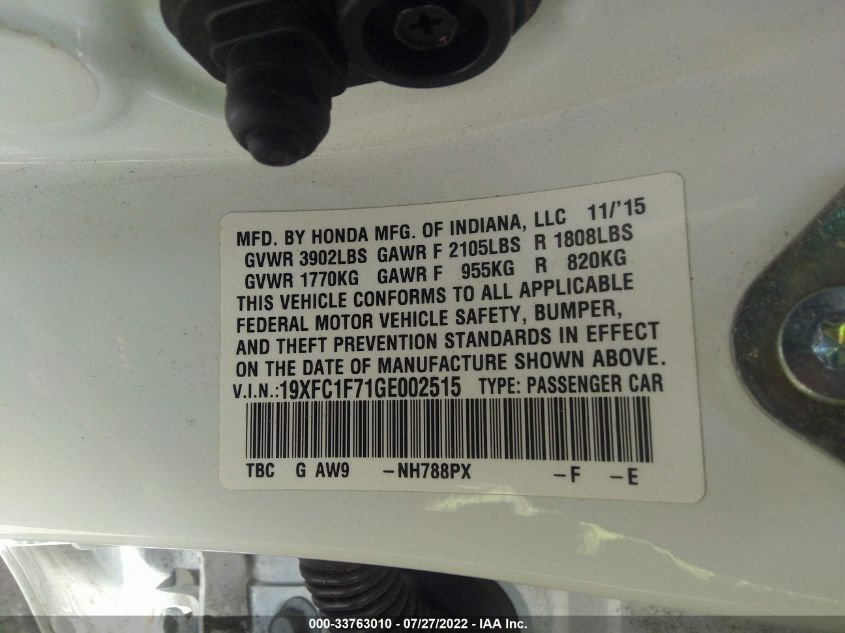 MFD. BY HONDA MFG. OF INDIANA, LLC 11/'15
GVWR 3902LBS GAWR F 2105LBS R 1808LBS
GVWR 1770KG GAWR F 955KG R 820KG
THIS VEHICLE CONFORMS TO ALL APPLICABLE
FEDERAL MOTOR VEHICLE SAFETY, BUMPER,
AND THEFT PREVENTION STANDARDS IN EFFECT
ON THE DATE OF MANUFACTURE SHOWN ABOVE.
V.I.N.:19XFC1F71GE002515 TYPE: PASSENGER CAR
TBC G AW9 -NH788PX -F -E
000-33763010 / 07/27/2022 - IAA Inc.